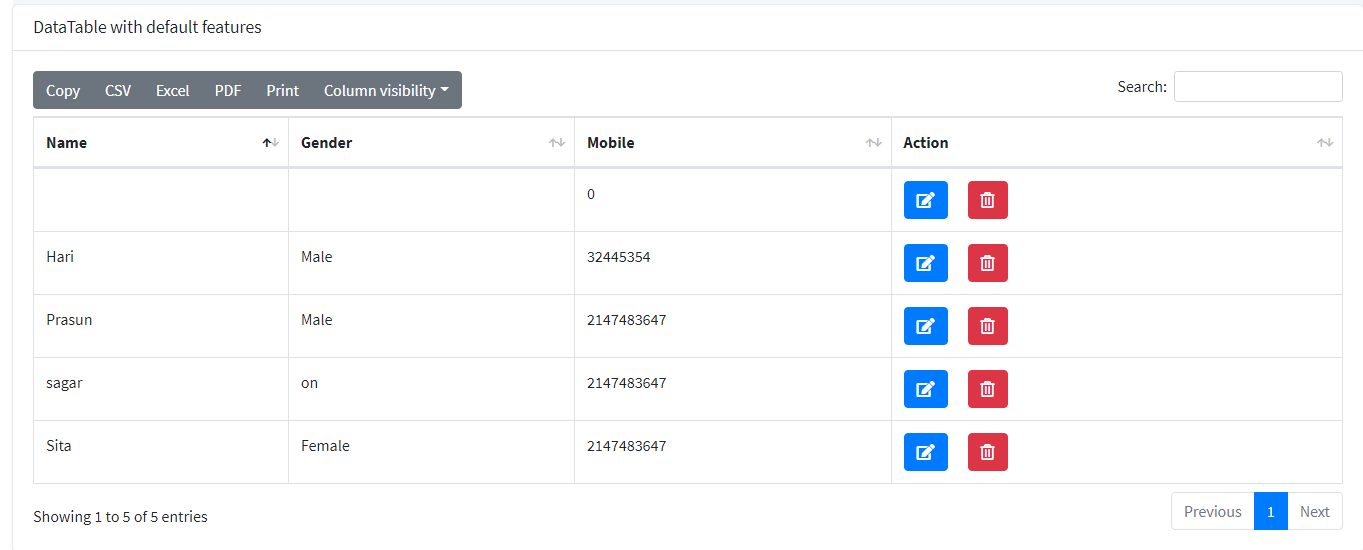 DataTable with default features
Copy CSV Excel PDF Print Column visibility Search:
Name Gender Mobile Action
0
Hari Male 32445354
Prasun Male 2147483647
sagar on 2147483647
Sita Female 2147483647
Showing 1 to 5 of 5 entries Previous 1 Next